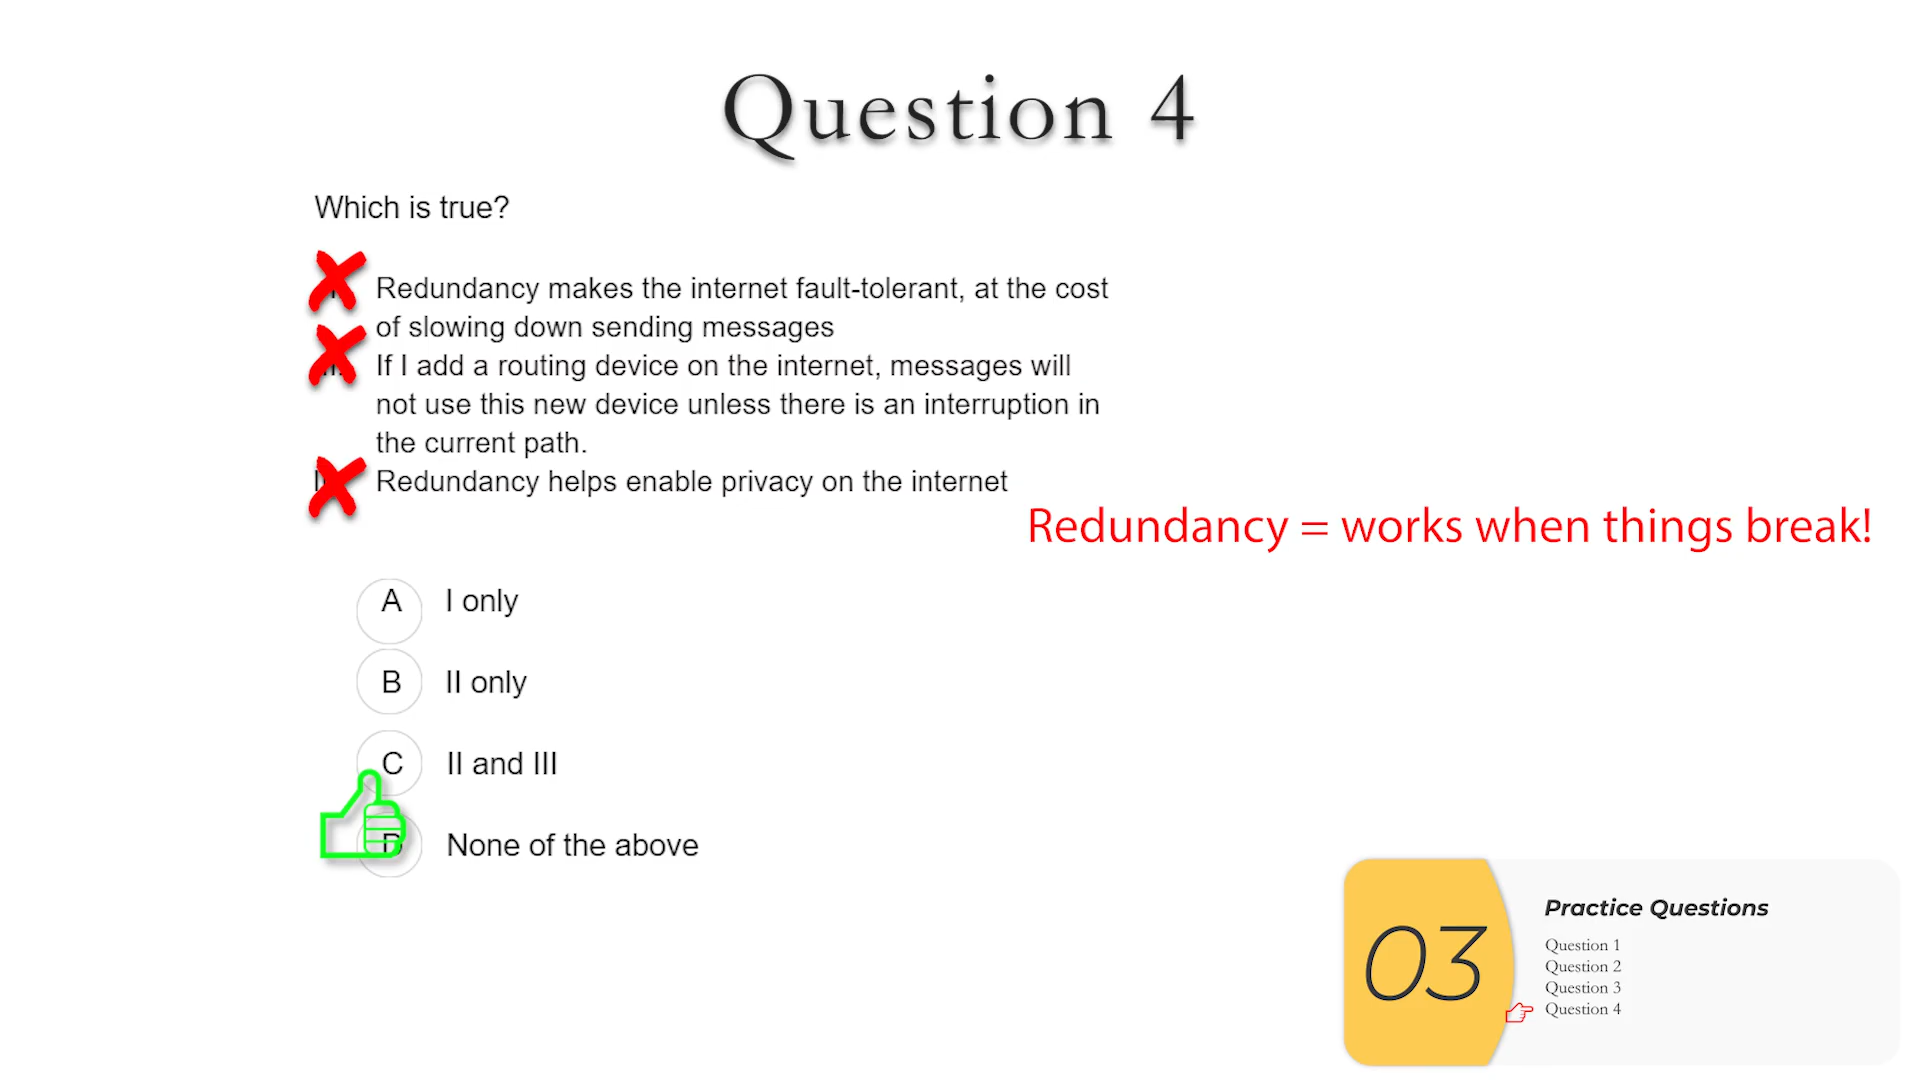 Question 4
Which is true?
Redundancy makes the internet fault-tolerant, at the cost
of slowing down sending messages
If I add a routing device on the internet, messages will
not use this new device unless there is an interruption in
the current path.
Redundancy helps enable privacy on the internet
Redundancy = works when things break!
A I only
B II only
C II and III
None of the above
03
Practice Questions
Question 1
Question 2
Question 3
Question 4